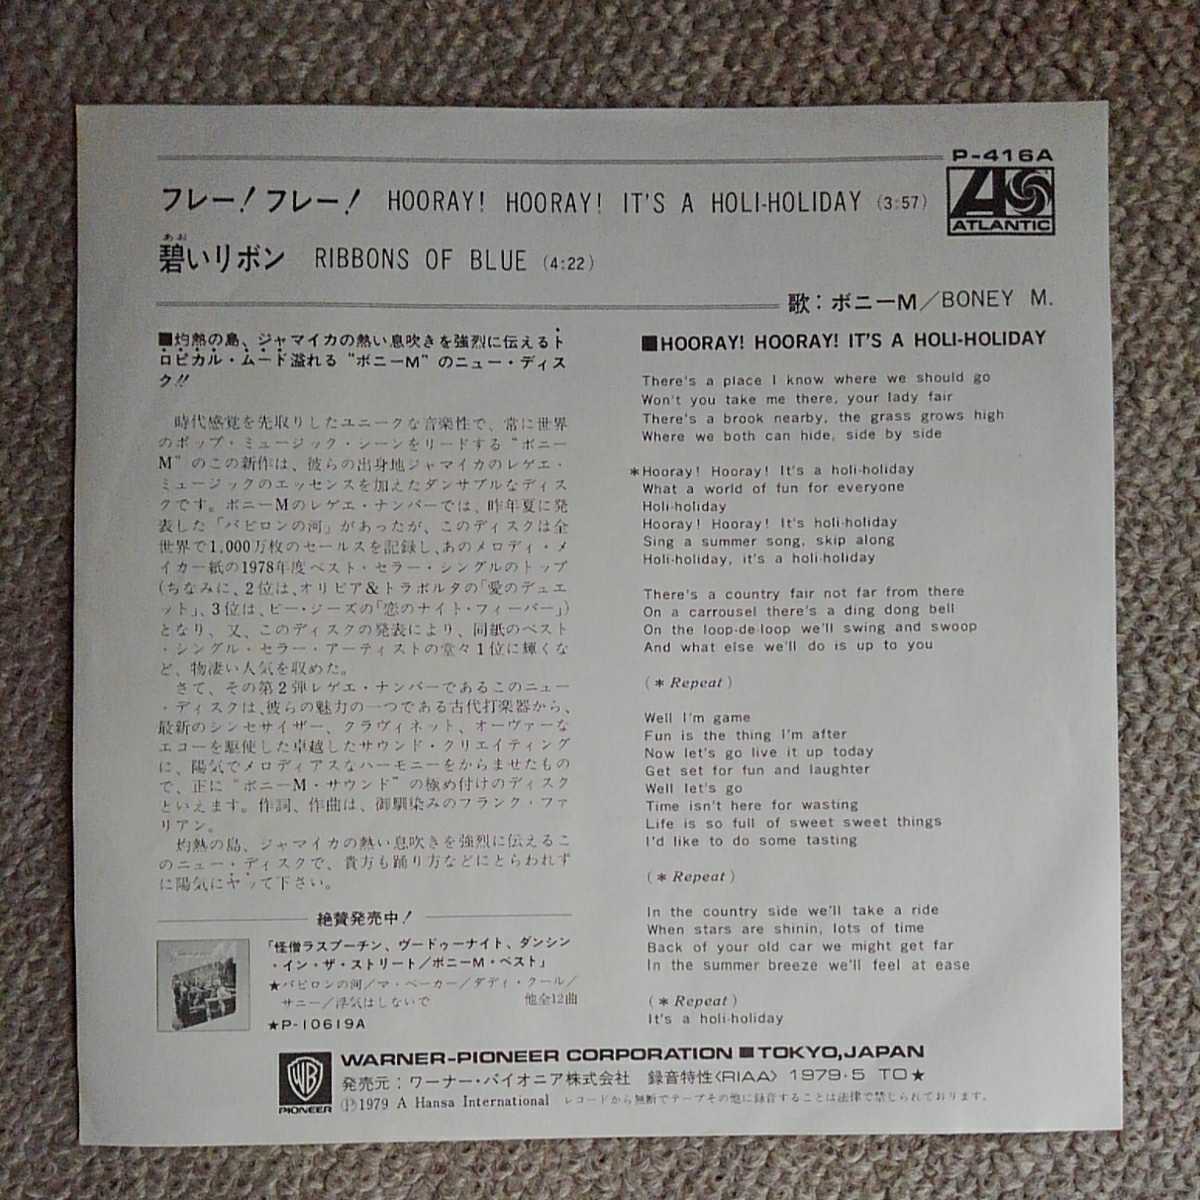 P-416A
ATLANTIC
フレー！フレー！ HOORAY! HOORAY! IT'S A HOLI-HOLIDAY (3:57)
あお
碧いリボン RIBBONS OF BLUE (4:22)
歌：ボニーM／BONEY M.
■灼熱の島、ジャマイカの熱い息吹きを強烈に伝えるト
ロピカル・ムード溢れる “ボニーM” のニュー・ディス
ク!!
時代感覚を先取りしたユニークな音楽性で、常に世界
のポップ・ミュージック・シーンをリードする “ボニー
M” のこの新作は、彼らの出身地ジャマイカのレゲエ・
ミュージックのエッセンスを加えたダンサブルなディス
クです。ボニーMのレゲエ・ナンバーでは、昨年夏に発
表した「バビロンの河」があったが、このディスクは全
世界で1,000万枚のセールスを記録し、あのメロディ・メ
イカー紙の1978年度ベスト・セラー・シングルのトップ
(ちなみに、2位は、オリビア&トラボルタの「愛のデュエ
ット」、3位は、ビー・ジーズの「恋のナイト・フィーバー」)
となり、又、このディスクの発表により、同紙のベスト
・シングル・セラー・アーティストの堂々1位に輝くな
ど、物凄い人気を収めた。
さて、その第2弾レゲエ・ナンバーであるこのニュー
・ディスクは、彼らの魅力の一つである古代打楽器から、
最新のシンセサイザー、クラヴィネット、オーヴァーな
エコーを駆使した卓越したサウンド・クリエイティング
に、陽気でメロディアスなハーモニーをからませたもの
で、正に “ボニーM・サウンド” の極め付けのディスク
といえます。作詞、作曲は、御馴染みのフランク・ファ
リアン。
灼熱の島、ジャマイカの熱い息吹きを強烈に伝えるこ
のニュー・ディスクで、貴方も踊り方などにとらわれず
に陽気にヤッて下さい。
絶賛発売中！
「怪僧ラスプーチン、ヴードゥーナイト、ダンシン
・イン・ザ・ストリート／ボニーM・ベスト」
★バビロンの河／マ・ベーカー／ダディ・クール／
サニー／浮気はしないで 他全12曲
★P-10619A
■HOORAY! HOORAY! IT'S A HOLI-HOLIDAY
There's a place I know where we should go
Won't you take me there, your lady fair
There's a brook nearby, the grass grows high
Where we both can hide, side by side
*Hooray! Hooray! It's a holi-holiday
What a world of fun for everyone
Holi-holiday
Hooray! Hooray! It's holi-holiday
Sing a summer song, skip along
Holi-holiday, it's a holi-holiday
There's a country fair not far from there
On a carrousel there's a ding dong bell
On the loop-de-loop we'll swing and swoop
And what else we'll do is up to you
(* Repeat)
Well I'm game
Fun is the thing I'm after
Now let's go live it up today
Get set for fun and laughter
Well let's go
Time isn't here for wasting
Life is so full of sweet sweet things
I'd like to do some tasting
(* Repeat)
In the country side we'll take a ride
When stars are shinin, lots of time
Back of your old car we might get far
In the summer breeze we'll feel at ease
(* Repeat)
It's a holi-holiday
WB
PIONEER
WARNER-PIONEER CORPORATION ■ TOKYO, JAPAN
発売元：ワーナー・パイオニア株式会社 録音特性〈RIAA〉 1979・5 TO★
Ⓟ1979 A Hansa International レコードから無断でテープその他に録音することは法律で禁じられております。